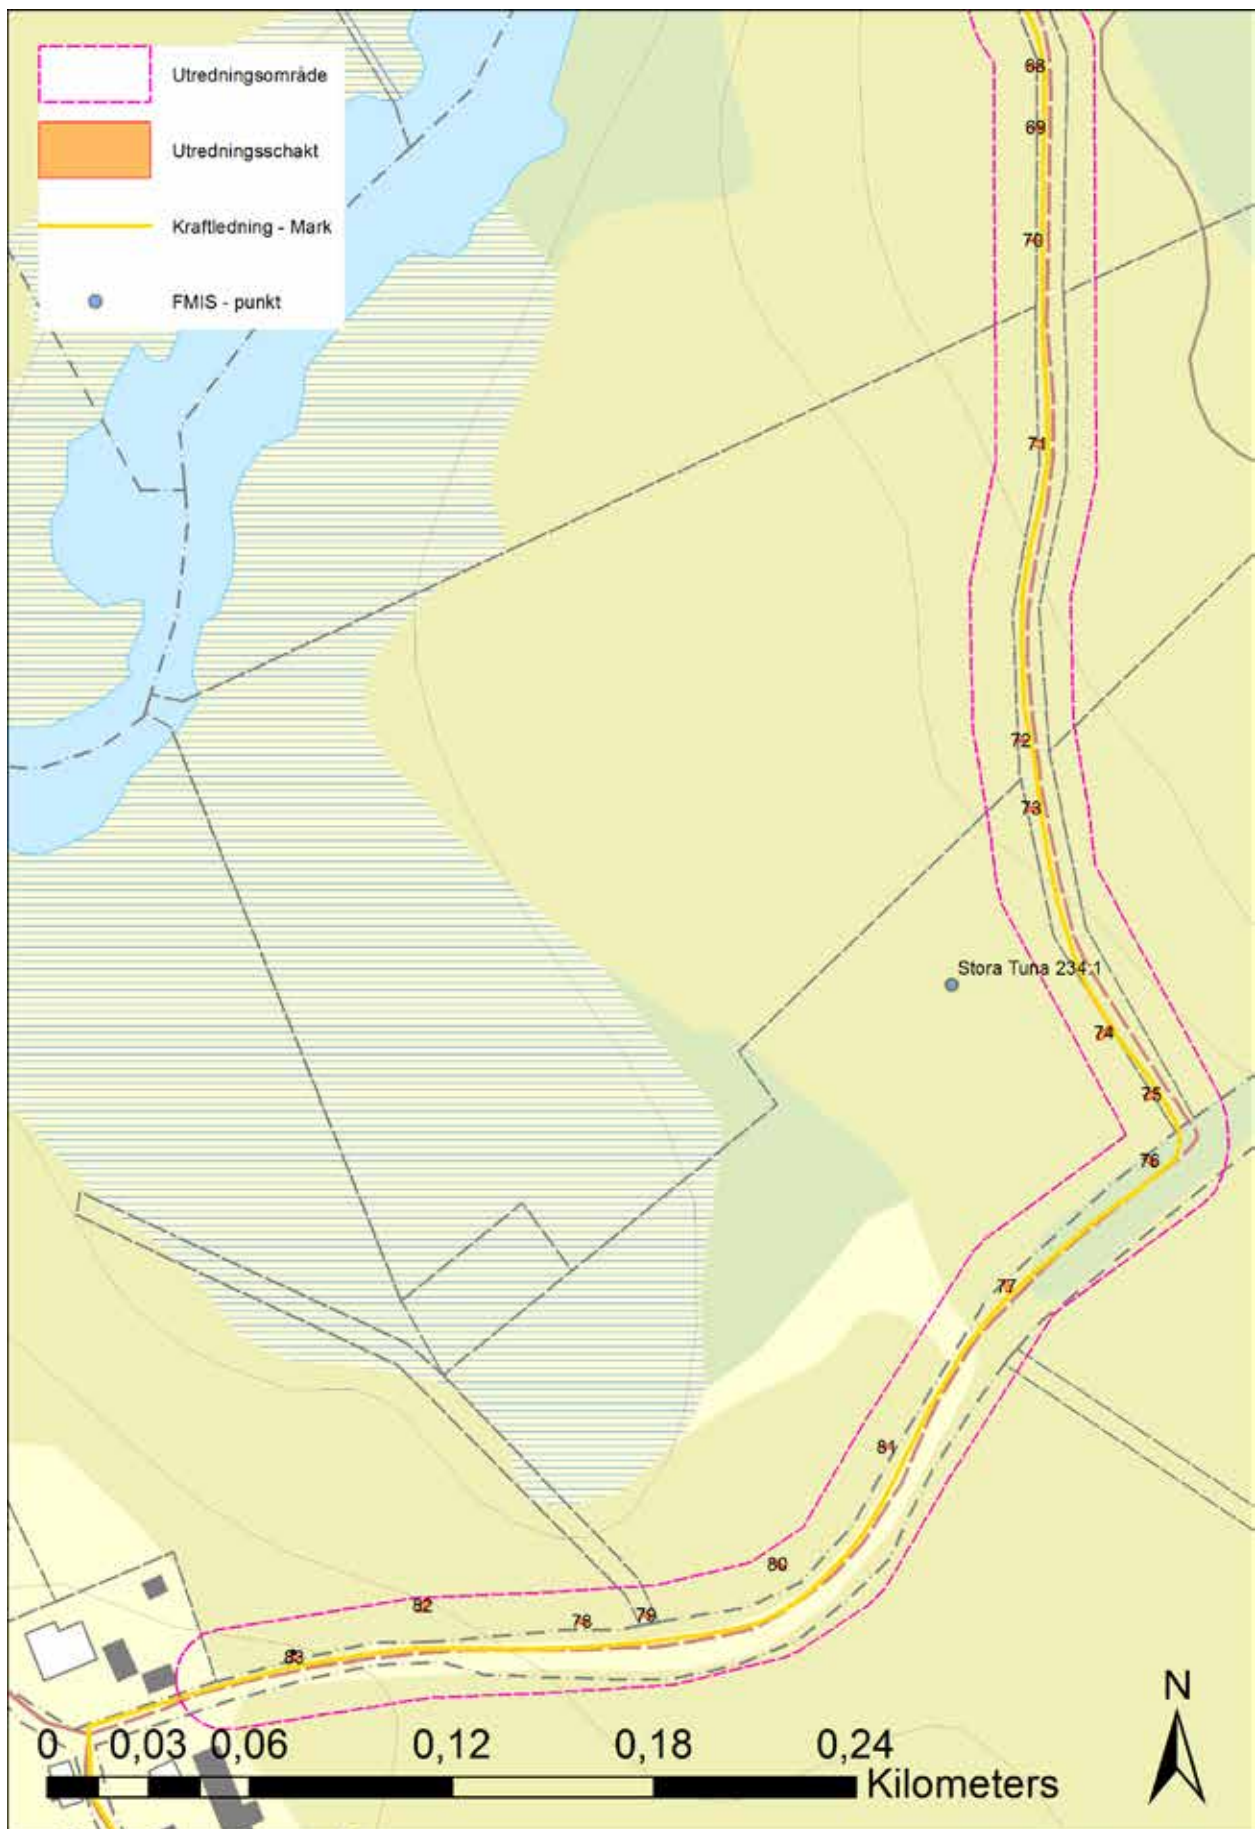 Utredningsområde
Utredningsschakt
Kraftledning - Mark
FMIS - punkt
68
69
70
71
72
73
Stora Tuna 234:1
74
75
76
77
81
80
82
78
79
83
N
0 0,03 0,06 0,12 0,18 0,24
Kilometers